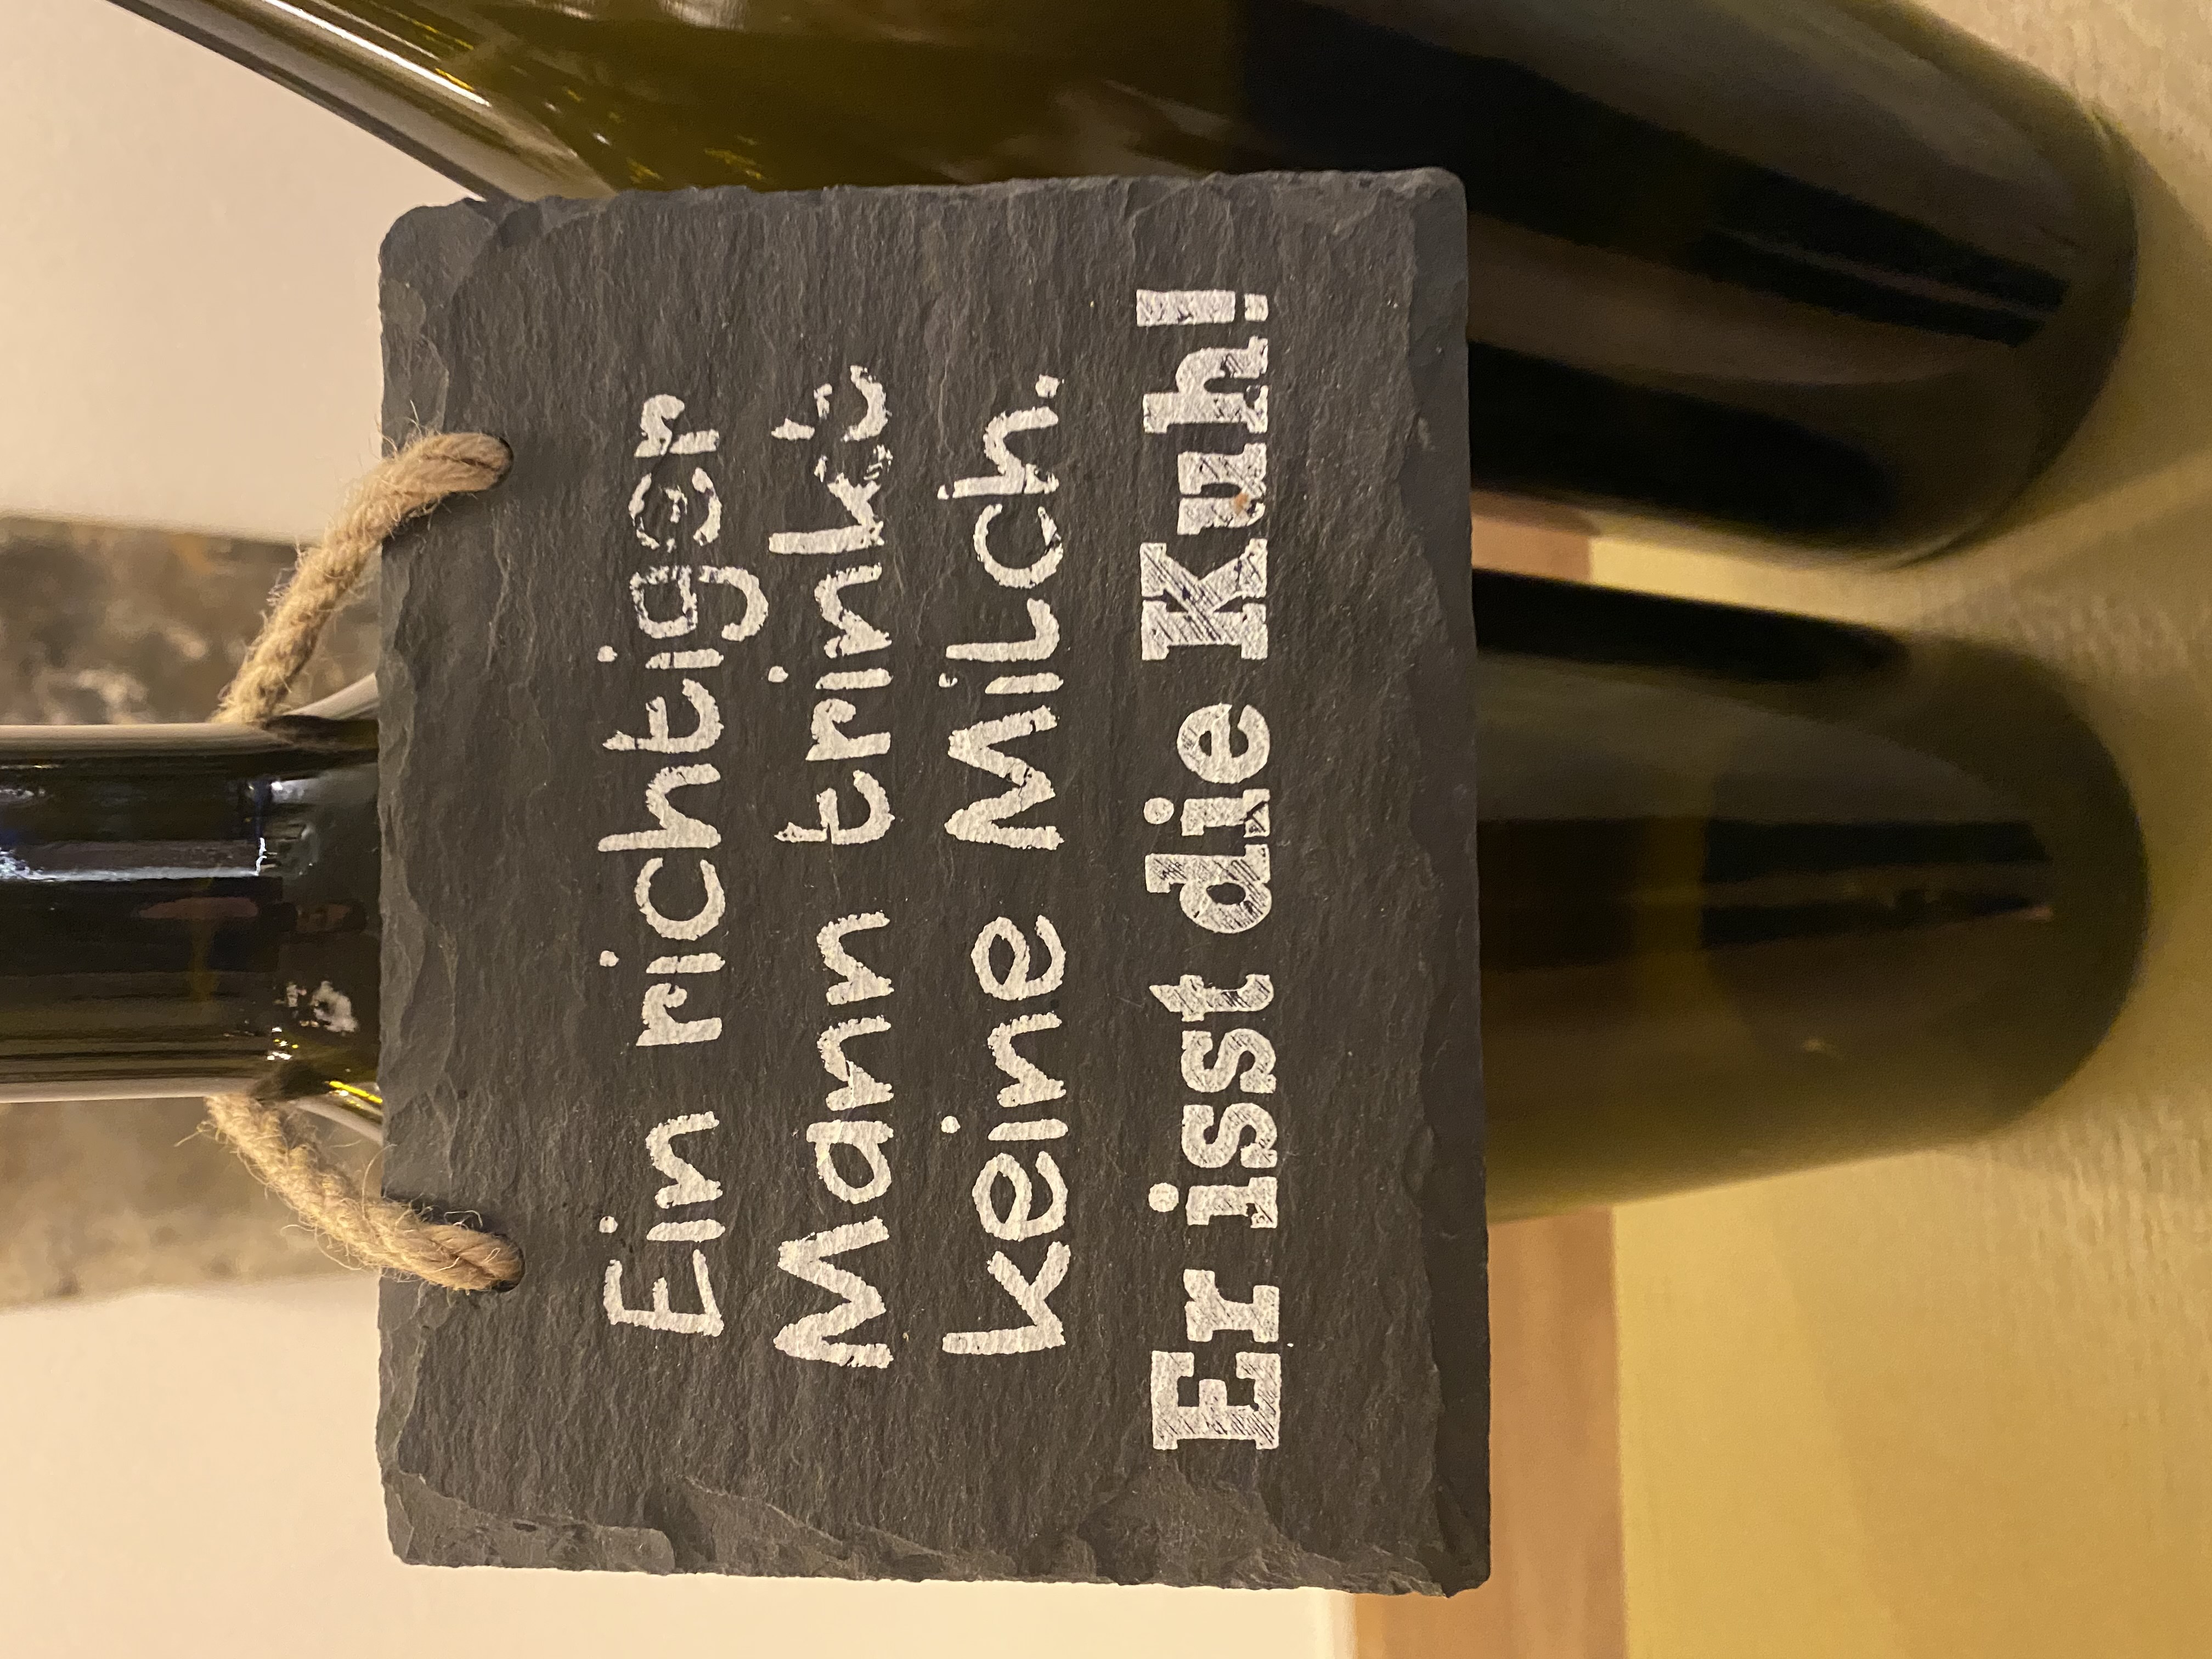 Ein richtiger
Mann trinkt
keine Milch.
Er isst die Kuh!